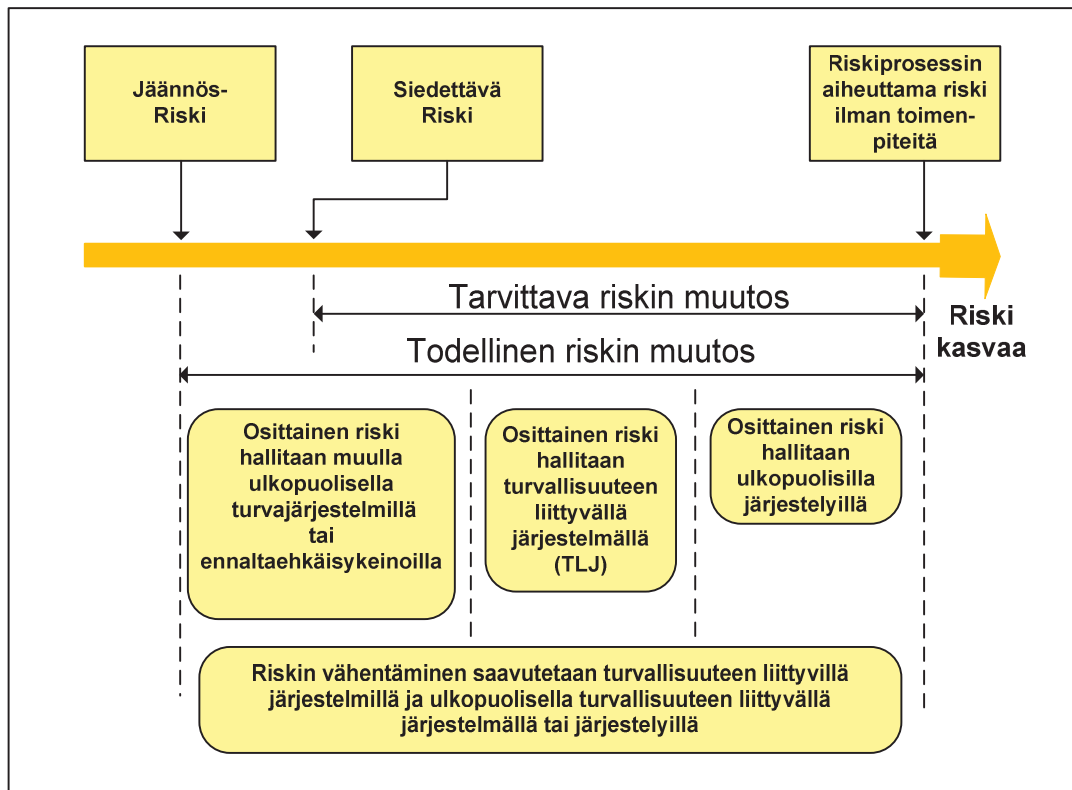 Jäännös-
Riski
Siedettävä
Riski
Riskiprosessin
aiheuttama riski
ilman toimen-
piteitä
Tarvittava riskin muutos
Riski
kasvaa
Todellinen riskin muutos
Osittainen riski
hallitaan muulla
ulkopuolisella
turvajärjestelmillä
tai
ennaltaehkäisykeinoilla
Osittainen riski
hallitaan
turvallisuuteen
liittyvällä
järjestelmällä
(TLJ)
Osittainen riski
hallitaan
ulkopuolisilla
järjestelyillä
Riskin vähentäminen saavutetaan turvallisuuteen liittyvillä
järjestelmillä ja ulkopuolisella turvallisuuteen liittyvällä
järjestelmällä tai järjestelyillä